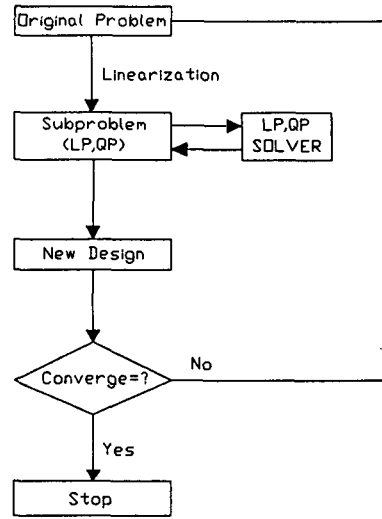 Original Problem
Linearization
Subproblem
(LP,QP)
LP,QP
SOLVER
New Design
Converge=?
No
Yes
Stop